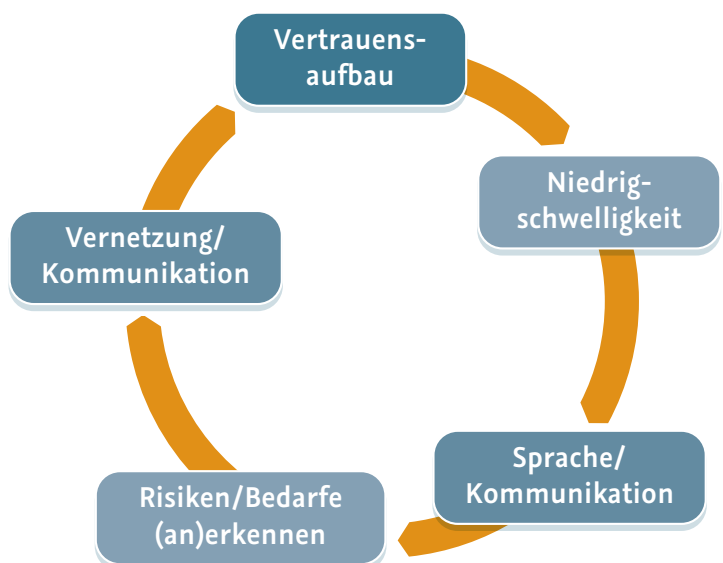 Vertrauens-
aufbau
Niedrig-
schwelligkeit
Sprache/
Kommunikation
Risiken/Bedarfe
(an)erkennen
Vernetzung/
Kommunikation